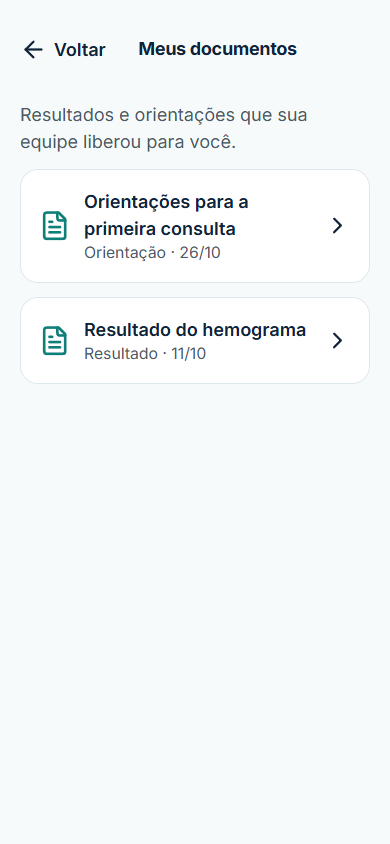 Voltar
Meus documentos
Resultados e orientações que sua
equipe liberou para você.
Orientações para a
primeira consulta
Orientação · 26/10
Resultado do hemograma
Resultado · 11/10